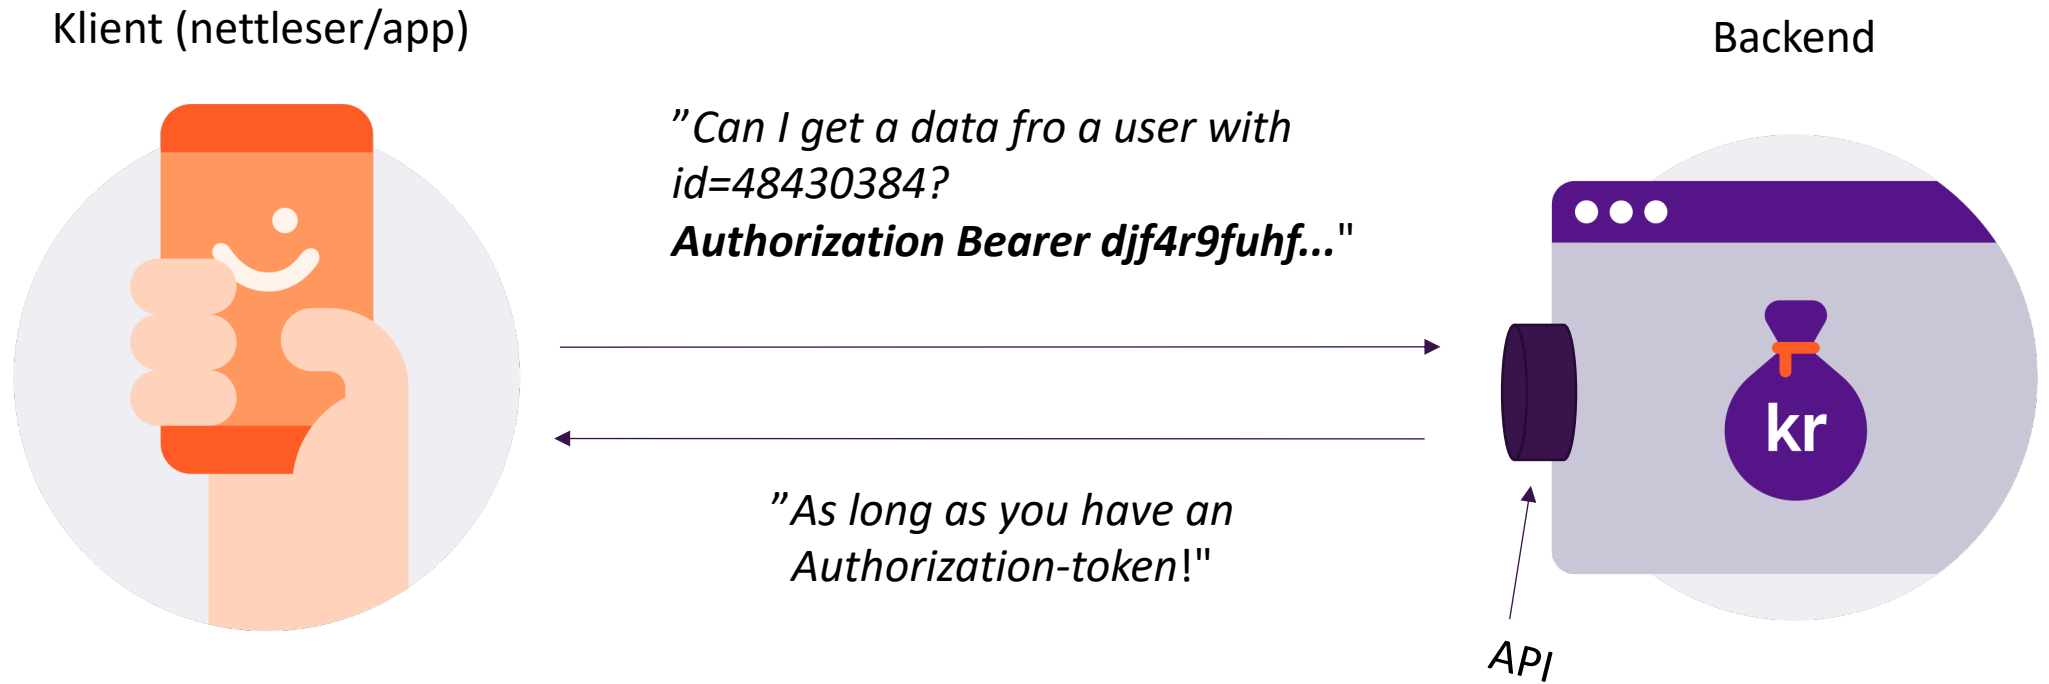 Klient (nettleser/app)
Backend
”Can I get a data fro a user with
id=48430384?
Authorization Bearer djf4r9fuhf..."
kr
”As long as you have an
Authorization-token!"
API